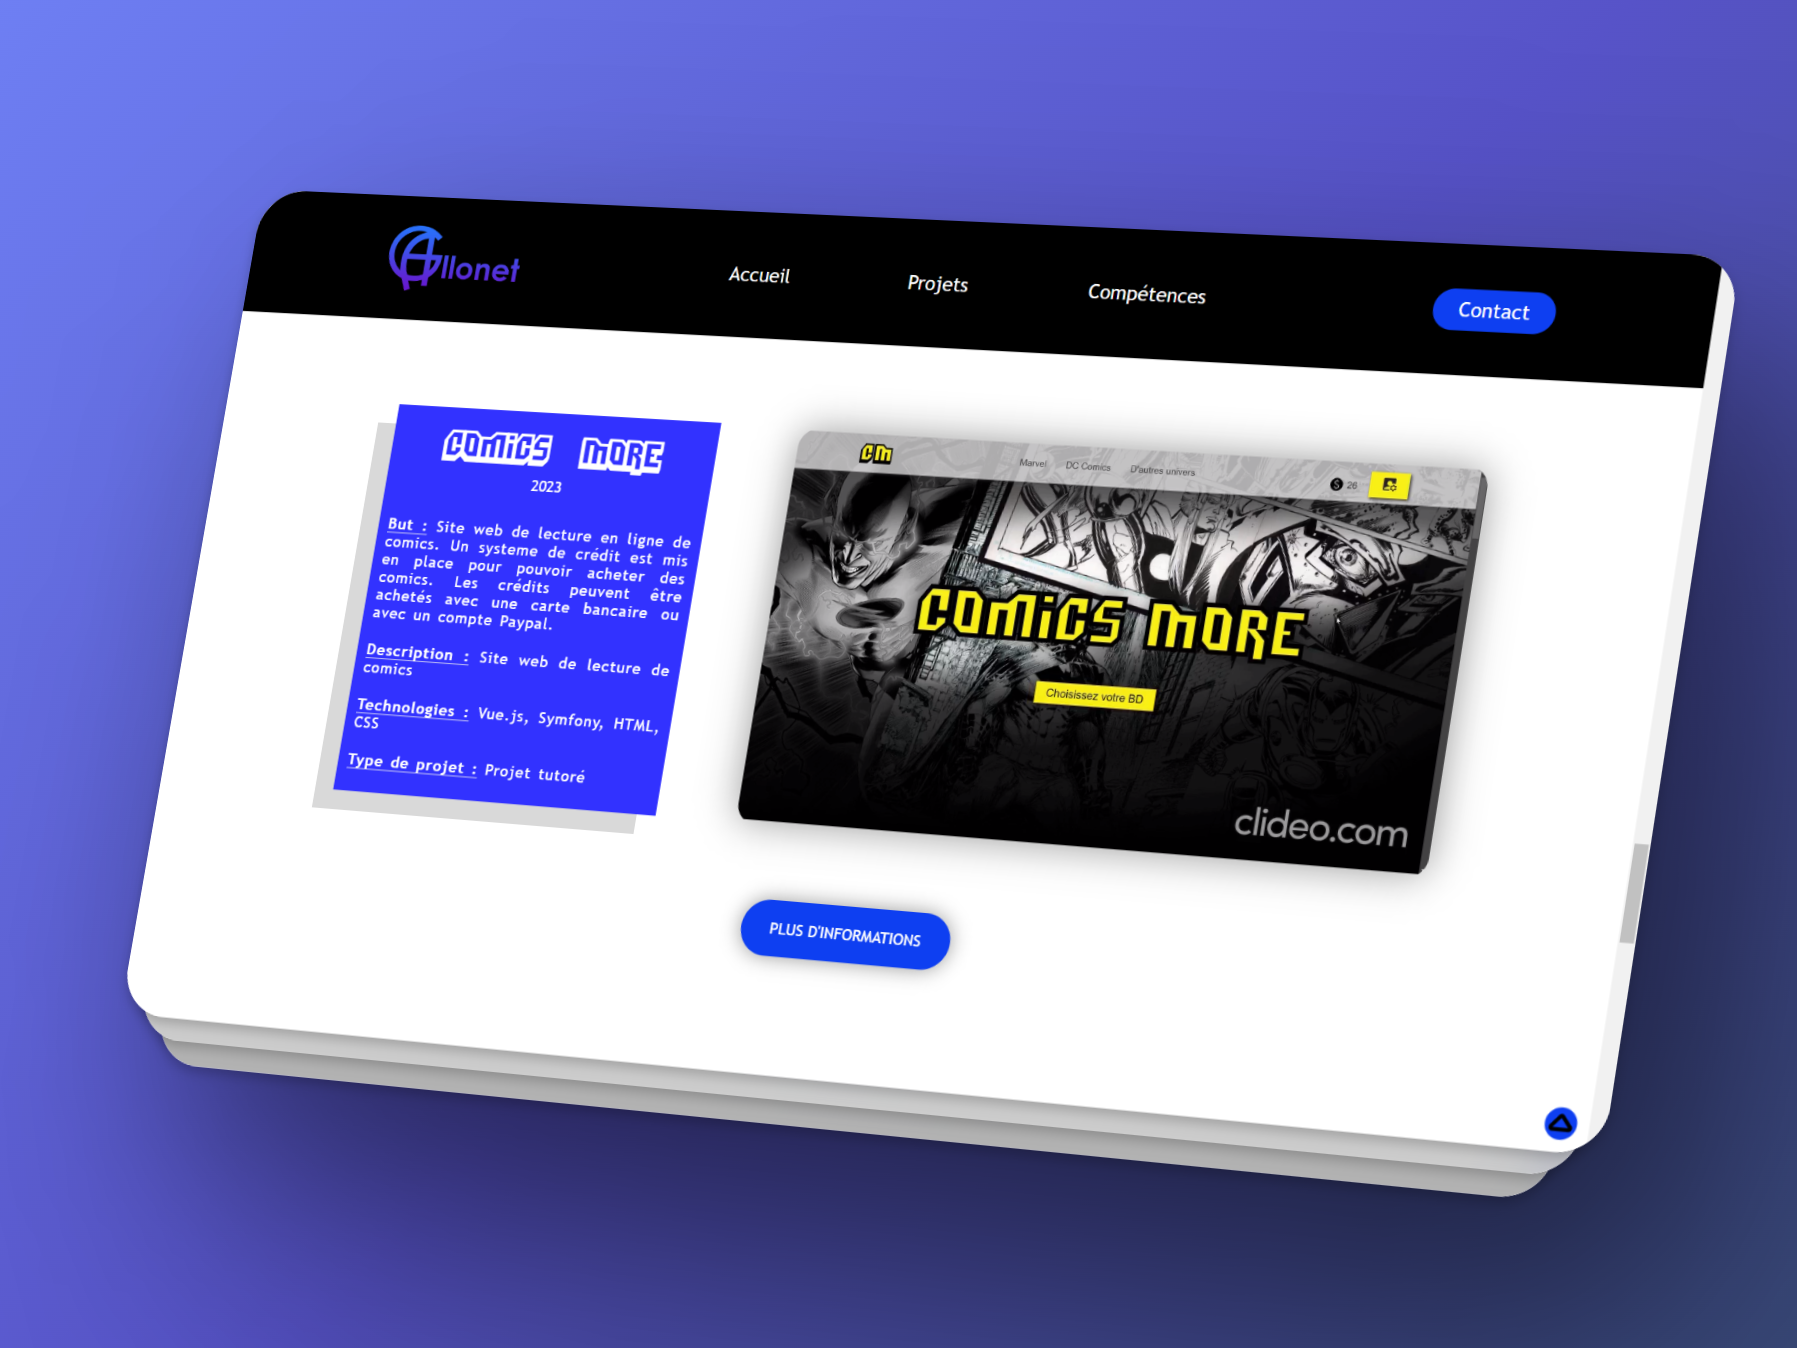 Allonet
Accueil
Projets
Compétences
Contact
COMiCS MORE
2023
But : Site web de lecture en ligne de
comics. Un systeme de crédit est mis
en place pour pouvoir acheter des
comics. Les crédits peuvent être
achetés avec une carte bancaire ou
avec un compte Paypal.
Description : Site web de lecture de
comics
Technologies : Vue.js, Symfony, HTML,
CSS
Type de projet : Projet tutoré
CM
Marvel
DC Comics
D'autres univers
S 26
COMiCS MORE
Choisissez votre BD
clideo.com
PLUS D'INFORMATIONS